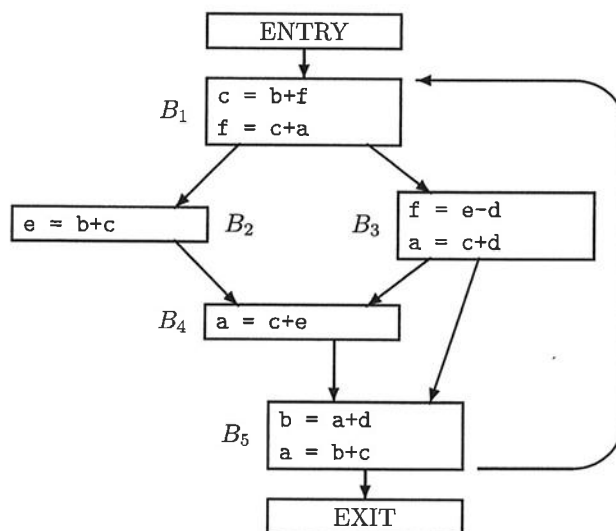 ENTRY
B1
c = b+f
f = c+a
e = b+c
B2
B3
f = e-d
a = c+d
B4
a = c+e
B5
b = a+d
a = b+c
EXIT